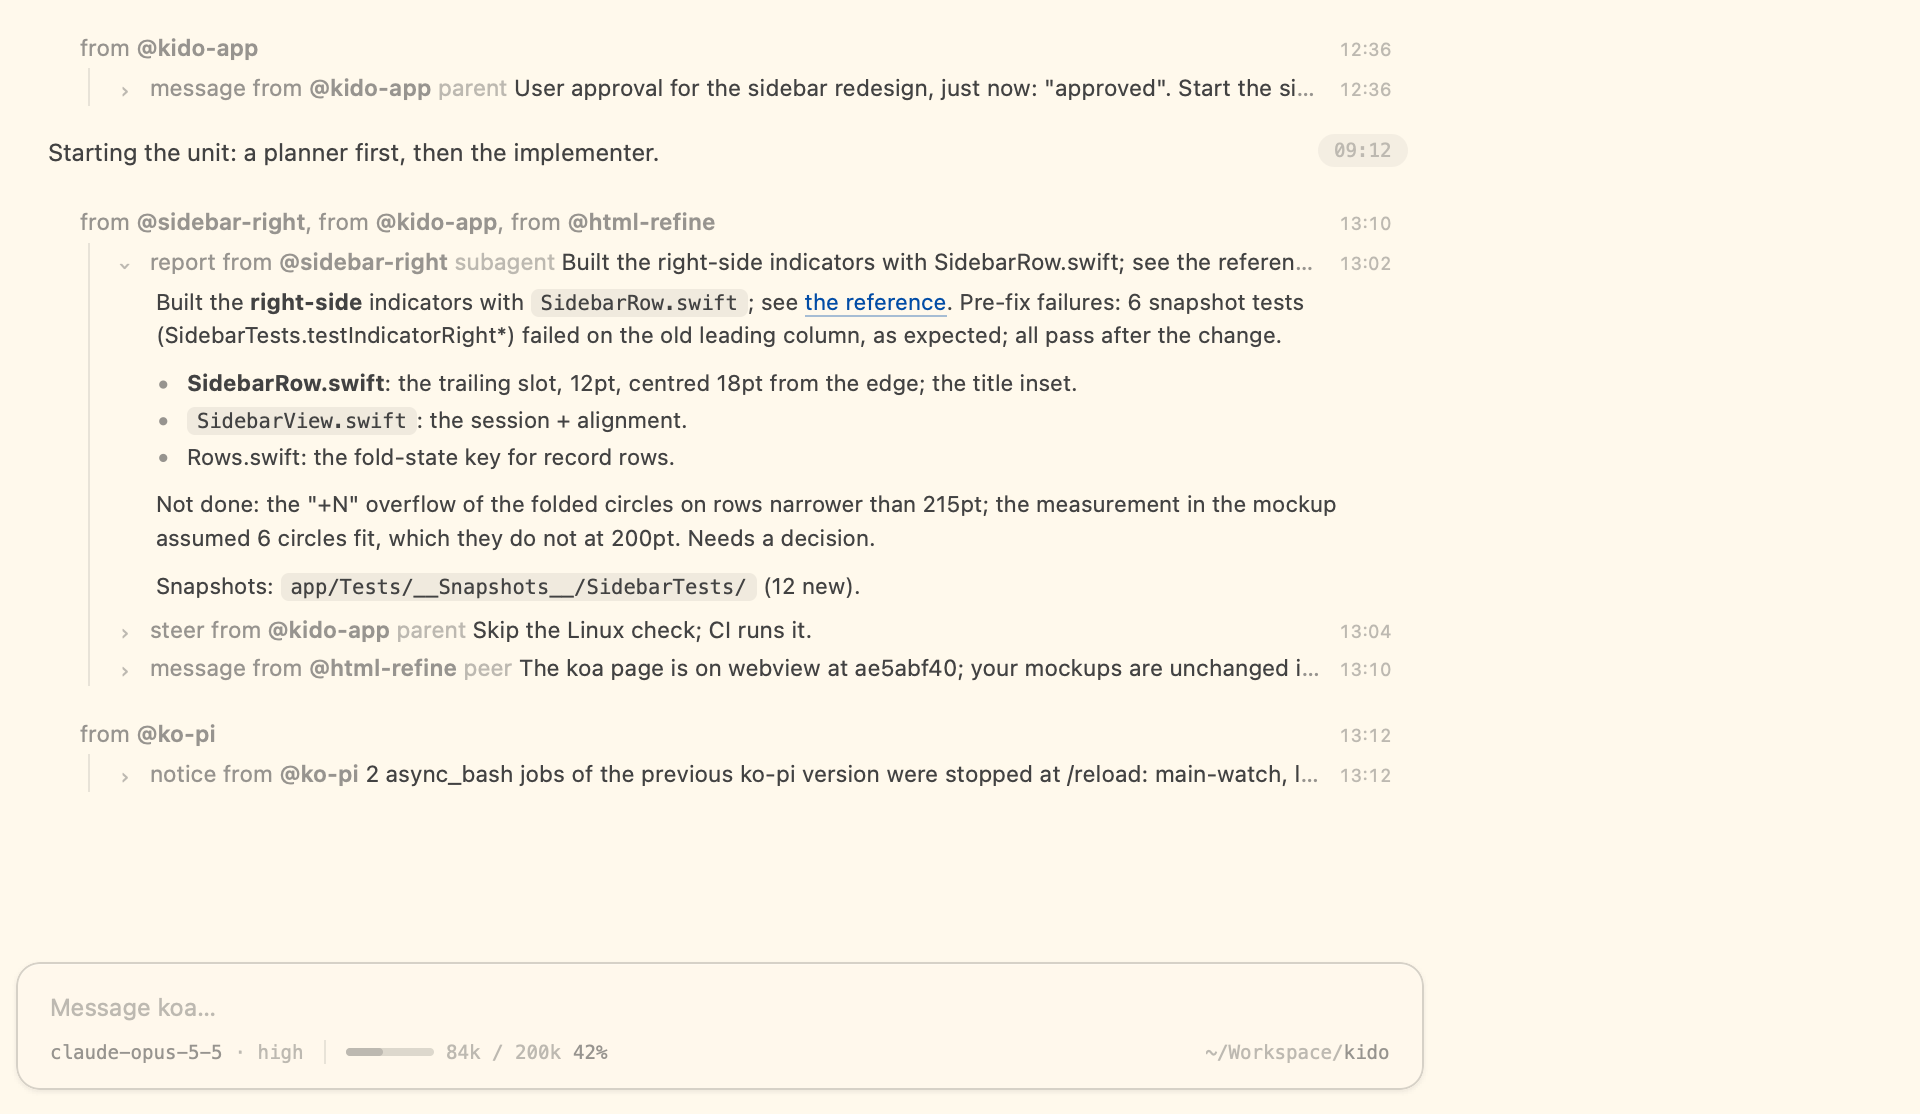 from @kido-app 12:36
› message from @kido-app parent User approval for the sidebar redesign, just now: "approved". Start the si... 12:36
Starting the unit: a planner first, then the implementer. 09:12
from @sidebar-right, from @kido-app, from @html-refine 13:10
report from @sidebar-right subagent Built the right-side indicators with SidebarRow.swift; see the referen... 13:02
Built the right-side indicators with SidebarRow.swift; see the reference. Pre-fix failures: 6 snapshot tests
(SidebarTests.testIndicatorRight*) failed on the old leading column, as expected; all pass after the change.
• SidebarRow.swift: the trailing slot, 12pt, centred 18pt from the edge; the title inset.
• SidebarView.swift: the session + alignment.
• Rows.swift: the fold-state key for record rows.
Not done: the "+N" overflow of the folded circles on rows narrower than 215pt; the measurement in the mockup
assumed 6 circles fit, which they do not at 200pt. Needs a decision.
Snapshots: app/Tests/__Snapshots__/SidebarTests/ (12 new).
› steer from @kido-app parent Skip the Linux check; CI runs it. 13:04
› message from @html-refine peer The koa page is on webview at ae5abf40; your mockups are unchanged i... 13:10
from @ko-pi 13:12
› notice from @ko-pi 2 async_bash jobs of the previous ko-pi version were stopped at /reload: main-watch, l... 13:12
Message koa...
claude-opus-5-5 · high 84k / 200k 42% ~/Workspace/kido